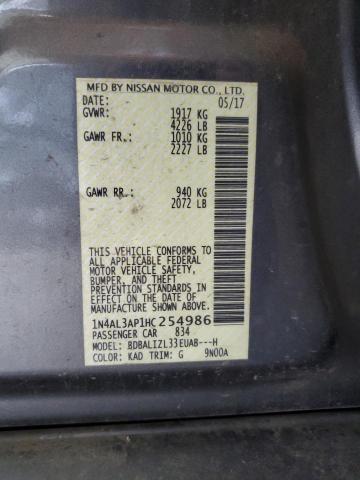 MFD BY NISSAN MOTOR CO., LTD.
DATE: 05/17
GVWR: 1917 KG
4226 LB
GAWR FR.: 1010 KG
2227 LB
GAWR RR.: 940 KG
2072 LB
THIS VEHICLE CONFORMS
TO ALL APPLICABLE FEDERAL
MOTOR VEHICLE SAFETY,
BUMPER, AND THEFT
PREVENTION STANDARDS
IN EFFECT ON THE DATE OF
MANUFACTURE SHOWN ABOVE.
1N4AL3AP1HC254986
PASSENGER CAR 834
MODEL: BDBALIZL33EUAB---H
COLOR: KAD TRIM: G 9N00A